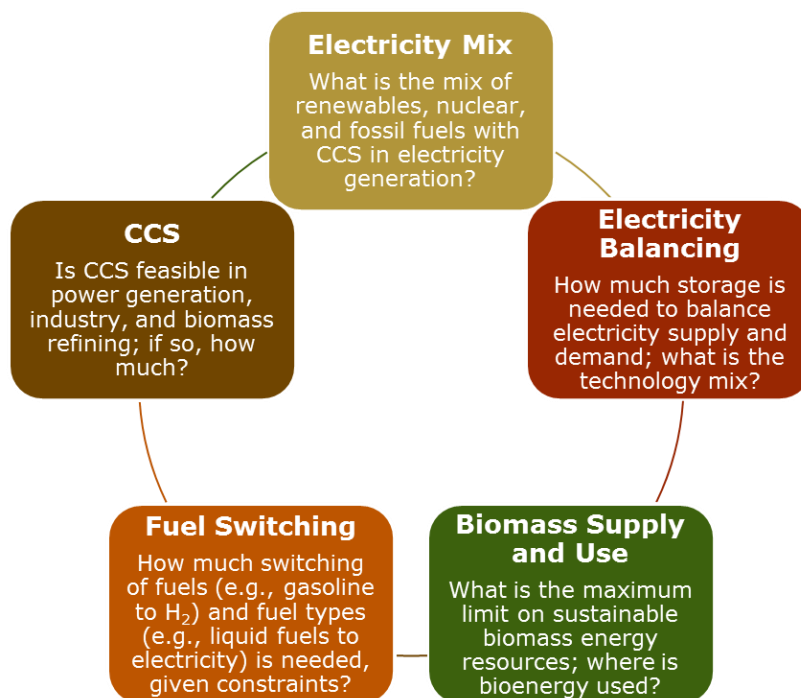 Electricity Mix
What is the mix of
renewables, nuclear,
and fossil fuels with
CCS in electricity
generation?
Electricity
Balancing
How much storage is
needed to balance
electricity supply and
demand; what is the
technology mix?
Biomass Supply
and Use
What is the maximum
limit on sustainable
biomass energy
resources; where is
bioenergy used?
Fuel Switching
How much switching
of fuels (e.g., gasoline
to H₂) and fuel types
(e.g., liquid fuels to
electricity) is needed,
given constraints?
CCS
Is CCS feasible in
power generation,
industry, and biomass
refining; if so, how
much?